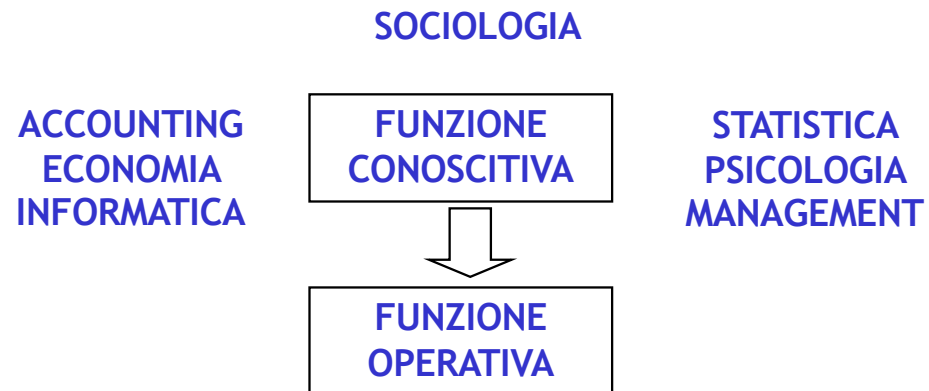 SOCIOLOGIA
ACCOUNTING
ECONOMIA
INFORMATICA
FUNZIONE
CONOSCITIVA
STATISTICA
PSICOLOGIA
MANAGEMENT
FUNZIONE
OPERATIVA